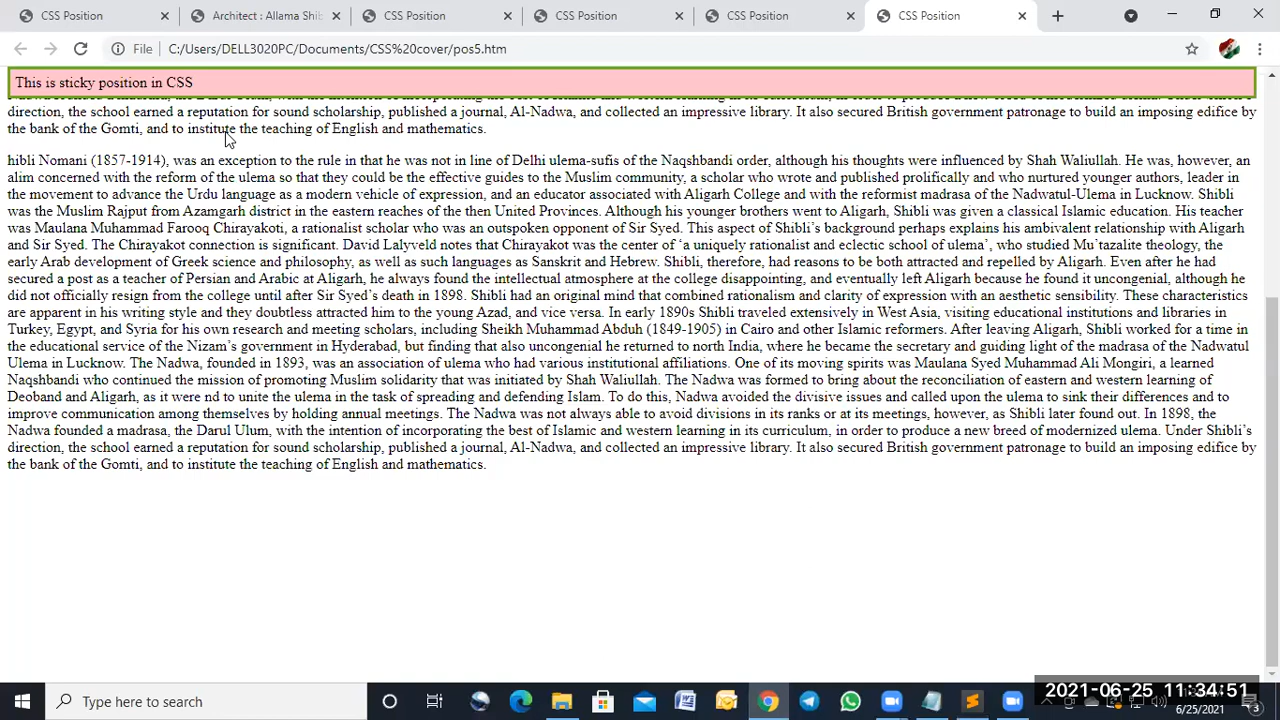 CSS Position
Architect : Allama Shib
CSS Position
CSS Position
CSS Position
CSS Position
File
C:/Users/DELL3020PC/Documents/CSS%20cover/pos5.htm
This is sticky position in CSS
direction, the school earned a reputation for sound scholarship, published a journal, Al-Nadwa, and collected an impressive library. It also secured British government patronage to build an imposing edifice by
the bank of the Gomti, and to institute the teaching of English and mathematics.
hibli Nomani (1857-1914), was an exception to the rule in that he was not in line of Delhi ulema-sufis of the Naqshbandi order, although his thoughts were influenced by Shah Waliullah. He was, however, an
alim concerned with the reform of the ulema so that they could be the effective guides to the Muslim community, a scholar who wrote and published prolifically and who nurtured younger authors, leader in
the movement to advance the Urdu language as a modern vehicle of expression, and an educator associated with Aligarh College and with the reformist madrasa of the Nadwatul-Ulema in Lucknow. Shibli
was the Muslim Rajput from Azamgarh district in the eastern reaches of the then United Provinces. Although his younger brothers went to Aligarh, Shibli was given a classical Islamic education. His teacher
was Maulana Muhammad Farooq Chirayakoti, a rationalist scholar who was an outspoken opponent of Sir Syed. This aspect of Shibli's background perhaps explains his ambivalent relationship with Aligarh
and Sir Syed. The Chirayakot connection is significant. David Lalyveld notes that Chirayakot was the center of ‘a uniquely rationalist and eclectic school of ulema’, who studied Mu`tazalite theology, the
early Arab development of Greek science and philosophy, as well as such languages as Sanskrit and Hebrew. Shibli, therefore, had reasons to be both attracted and repelled by Aligarh. Even after he had
secured a post as a teacher of Persian and Arabic at Aligarh, he always found the intellectual atmosphere at the college disappointing, and eventually left Aligarh because he found it uncongenial, although he
did not officially resign from the college until after Sir Syed’s death in 1898. Shibli had an original mind that combined rationalism and clarity of expression with an aesthetic sensibility. These characteristics
are apparent in his writing style and they doubtless attracted him to the young Azad, and vice versa. In early 1890s Shibli traveled extensively in West Asia, visiting educational institutions and libraries in
Turkey, Egypt, and Syria for his own research and meeting scholars, including Sheikh Muhammad Abduh (1849-1905) in Cairo and other Islamic reformers. After leaving Aligarh, Shibli worked for a time in
the educational service of the Nizam’s government in Hyderabad, but finding that also uncongenial he returned to north India, where he became the secretary and guiding light of the madrasa of the Nadwatul
Ulema in Lucknow. The Nadwa, founded in 1893, was an association of ulema who had various institutional affiliations. One of its moving spirits was Maulana Syed Muhammad Ali Mongiri, a learned
Naqshbandi who continued the mission of promoting Muslim solidarity that was initiated by Shah Waliullah. The Nadwa was formed to bring about the reconciliation of eastern and western learning of
Deoband and Aligarh, as it were nd to unite the ulema in the task of spreading and defending Islam. To do this, Nadwa avoided the divisive issues and called upon the ulema to sink their differences and to
improve communication among themselves by holding annual meetings. The Nadwa was not always able to avoid divisions in its ranks or at its meetings, however, as Shibli later found out. In 1898, the
Nadwa founded a madrasa, the Darul Ulum, with the intention of incorporating the best of Islamic and western learning in its curriculum, in order to produce a new breed of modernized ulema. Under Shibli’s
direction, the school earned a reputation for sound scholarship, published a journal, Al-Nadwa, and collected an impressive library. It also secured British government patronage to build an imposing edifice by
the bank of the Gomti, and to institute the teaching of English and mathematics.
Type here to search
2021-06-25 11:34:51
6/25/2021